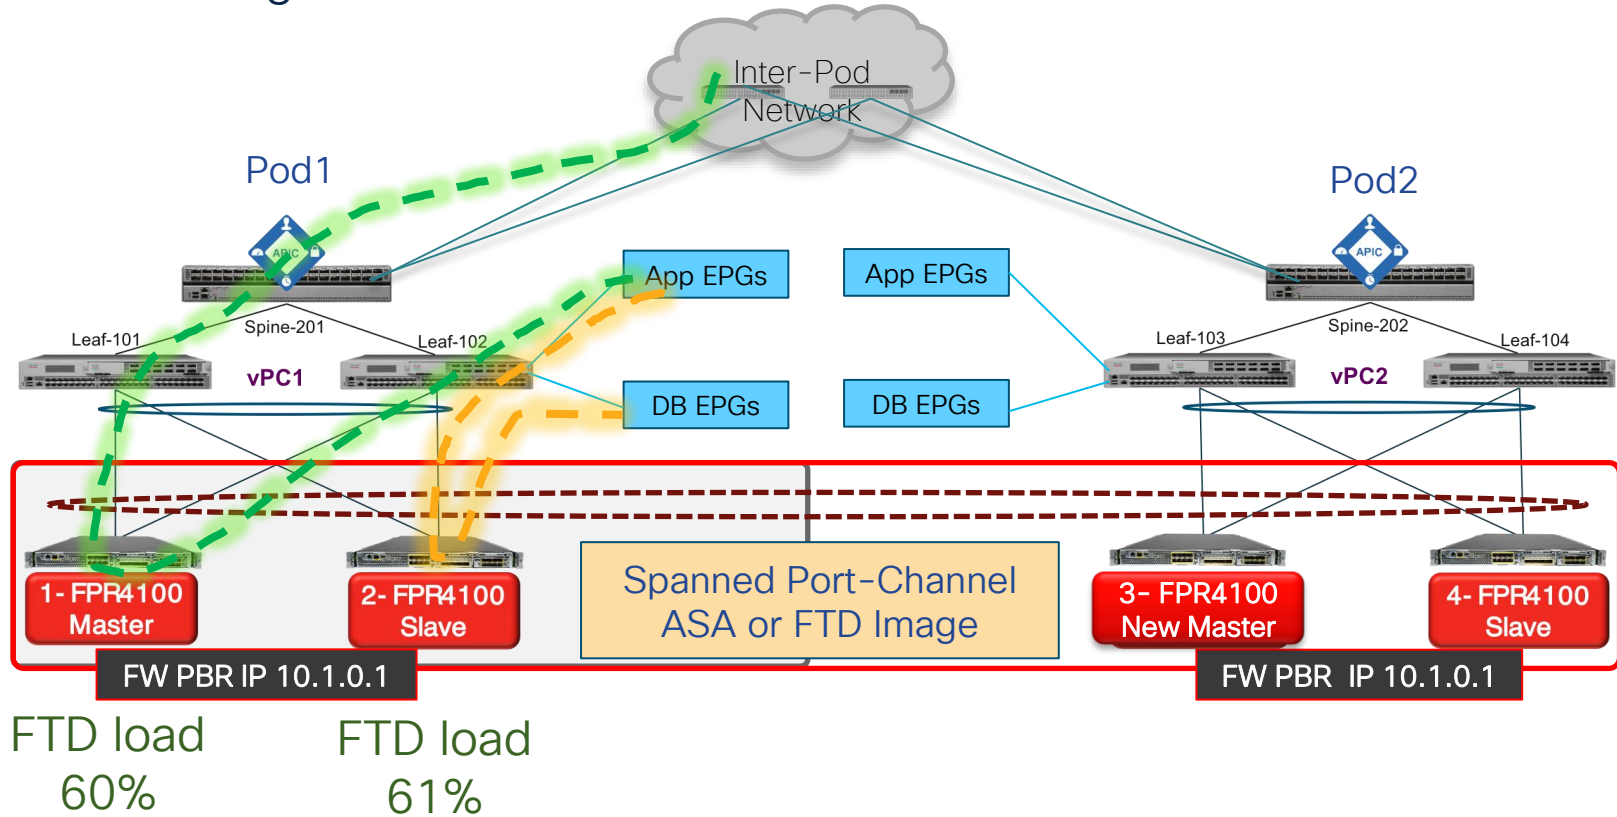 Inter-Pod
Network
Pod1
Pod2
APIC
APIC
App EPGs
App EPGs
Spine-201
Spine-202
Leaf-101
Leaf-102
Leaf-103
Leaf-104
vPC1
vPC2
DB EPGs
DB EPGs
1- FPR4100
Master
2- FPR4100
Slave
Spanned Port-Channel
ASA or FTD Image
3- FPR4100
New Master
4- FPR4100
Slave
FW PBR IP 10.1.0.1
FW PBR IP 10.1.0.1
FTD load
60%
FTD load
61%